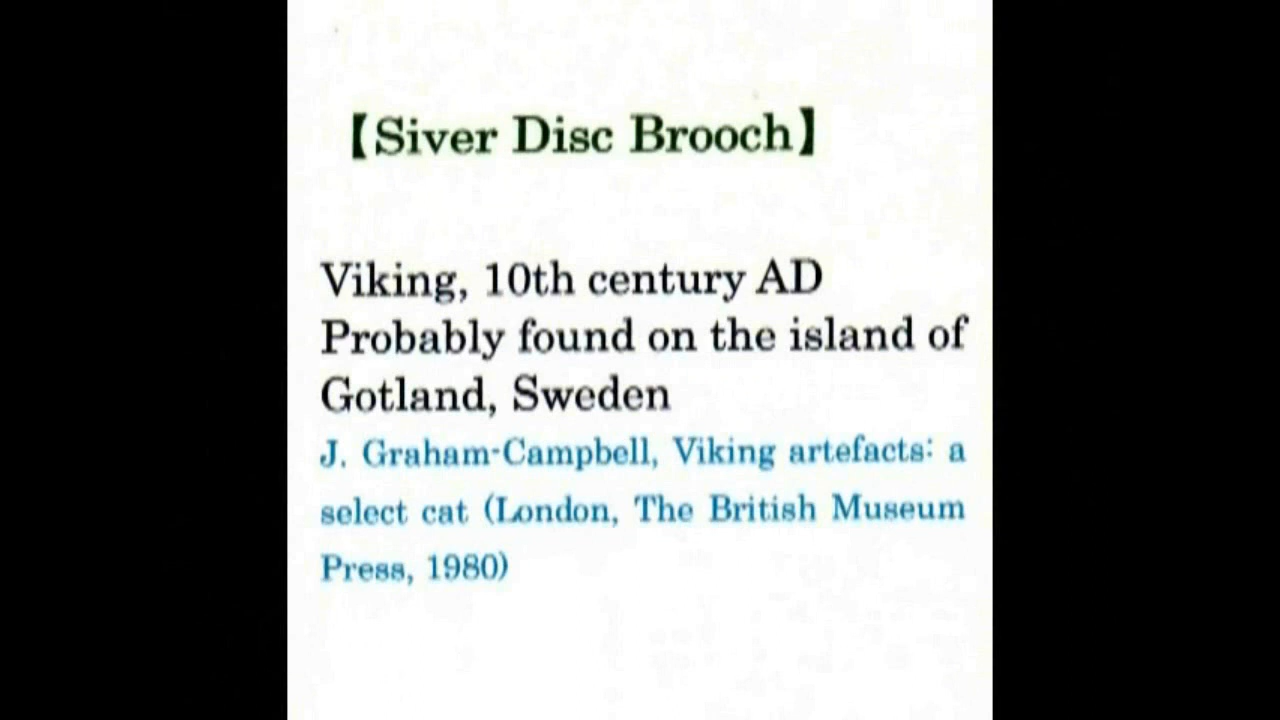 【Siver Disc Brooch】
Viking, 10th century AD
Probably found on the island of
Gotland, Sweden
J. Graham-Campbell, Viking artefacts: a
select cat (London, The British Museum
Press, 1980)